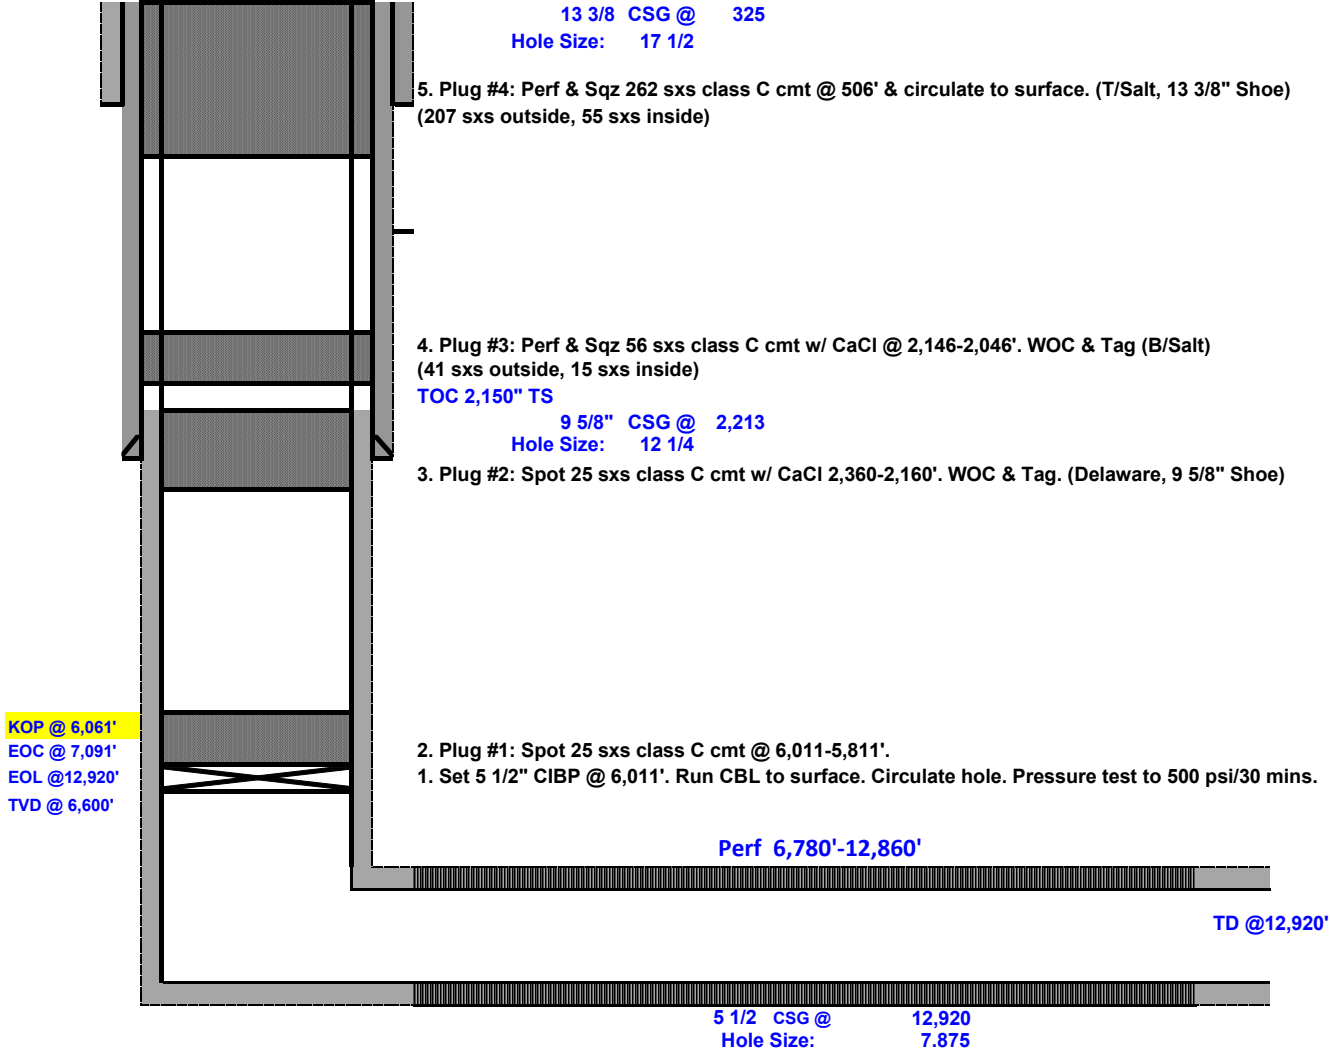 13 3/8 CSG @ 325
Hole Size: 17 1/2
5. Plug #4: Perf & Sqz 262 sxs class C cmt @ 506' & circulate to surface. (T/Salt, 13 3/8" Shoe)
(207 sxs outside, 55 sxs inside)
4. Plug #3: Perf & Sqz 56 sxs class C cmt w/ CaCl @ 2,146-2,046'. WOC & Tag (B/Salt)
(41 sxs outside, 15 sxs inside)
TOC 2,150" TS
9 5/8" CSG @ 2,213
Hole Size: 12 1/4
3. Plug #2: Spot 25 sxs class C cmt w/ CaCl 2,360-2,160'. WOC & Tag. (Delaware, 9 5/8" Shoe)
KOP @ 6,061'
EOC @ 7,091'
EOL @12,920'
TVD @ 6,600'
2. Plug #1: Spot 25 sxs class C cmt @ 6,011-5,811'.
1. Set 5 1/2" CIBP @ 6,011'. Run CBL to surface. Circulate hole. Pressure test to 500 psi/30 mins.
Perf 6,780'-12,860'
TD @12,920'
5 1/2 CSG @ 12,920
Hole Size: 7.875